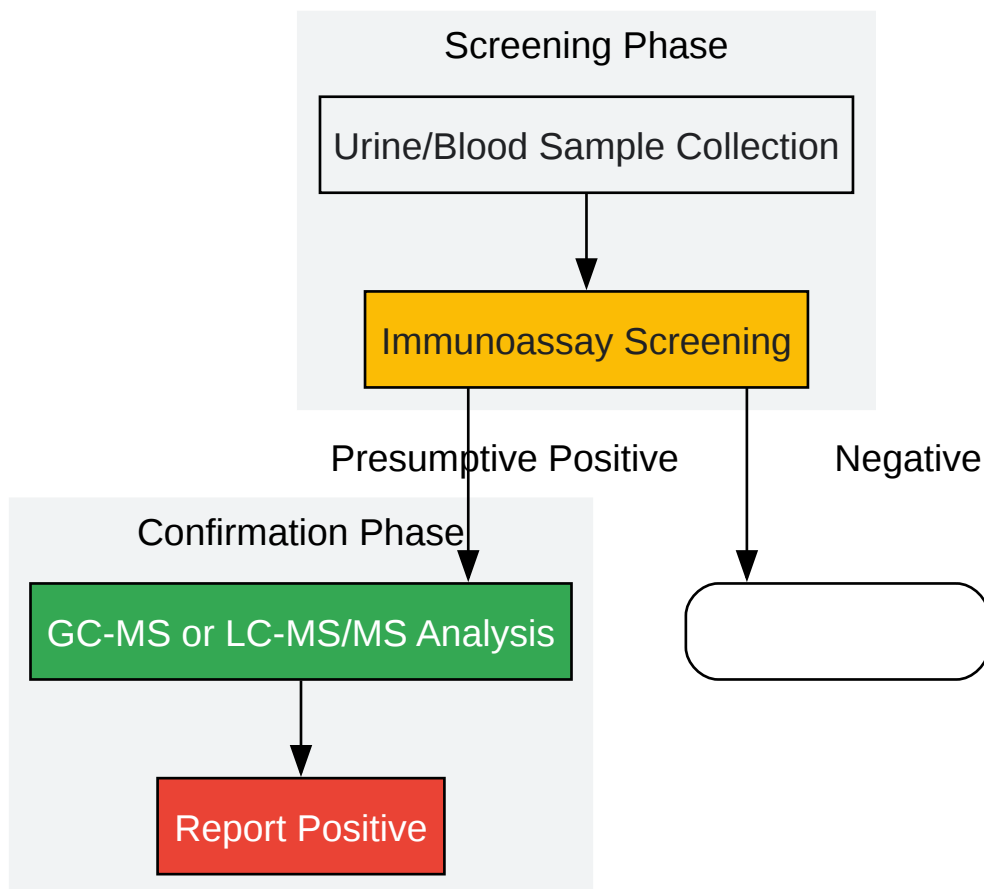 Screening Phase
Urine/Blood Sample Collection
Immunoassay Screening
Presumptive Positive
Negative
Confirmation Phase
GC-MS or LC-MS/MS Analysis
Report Positive